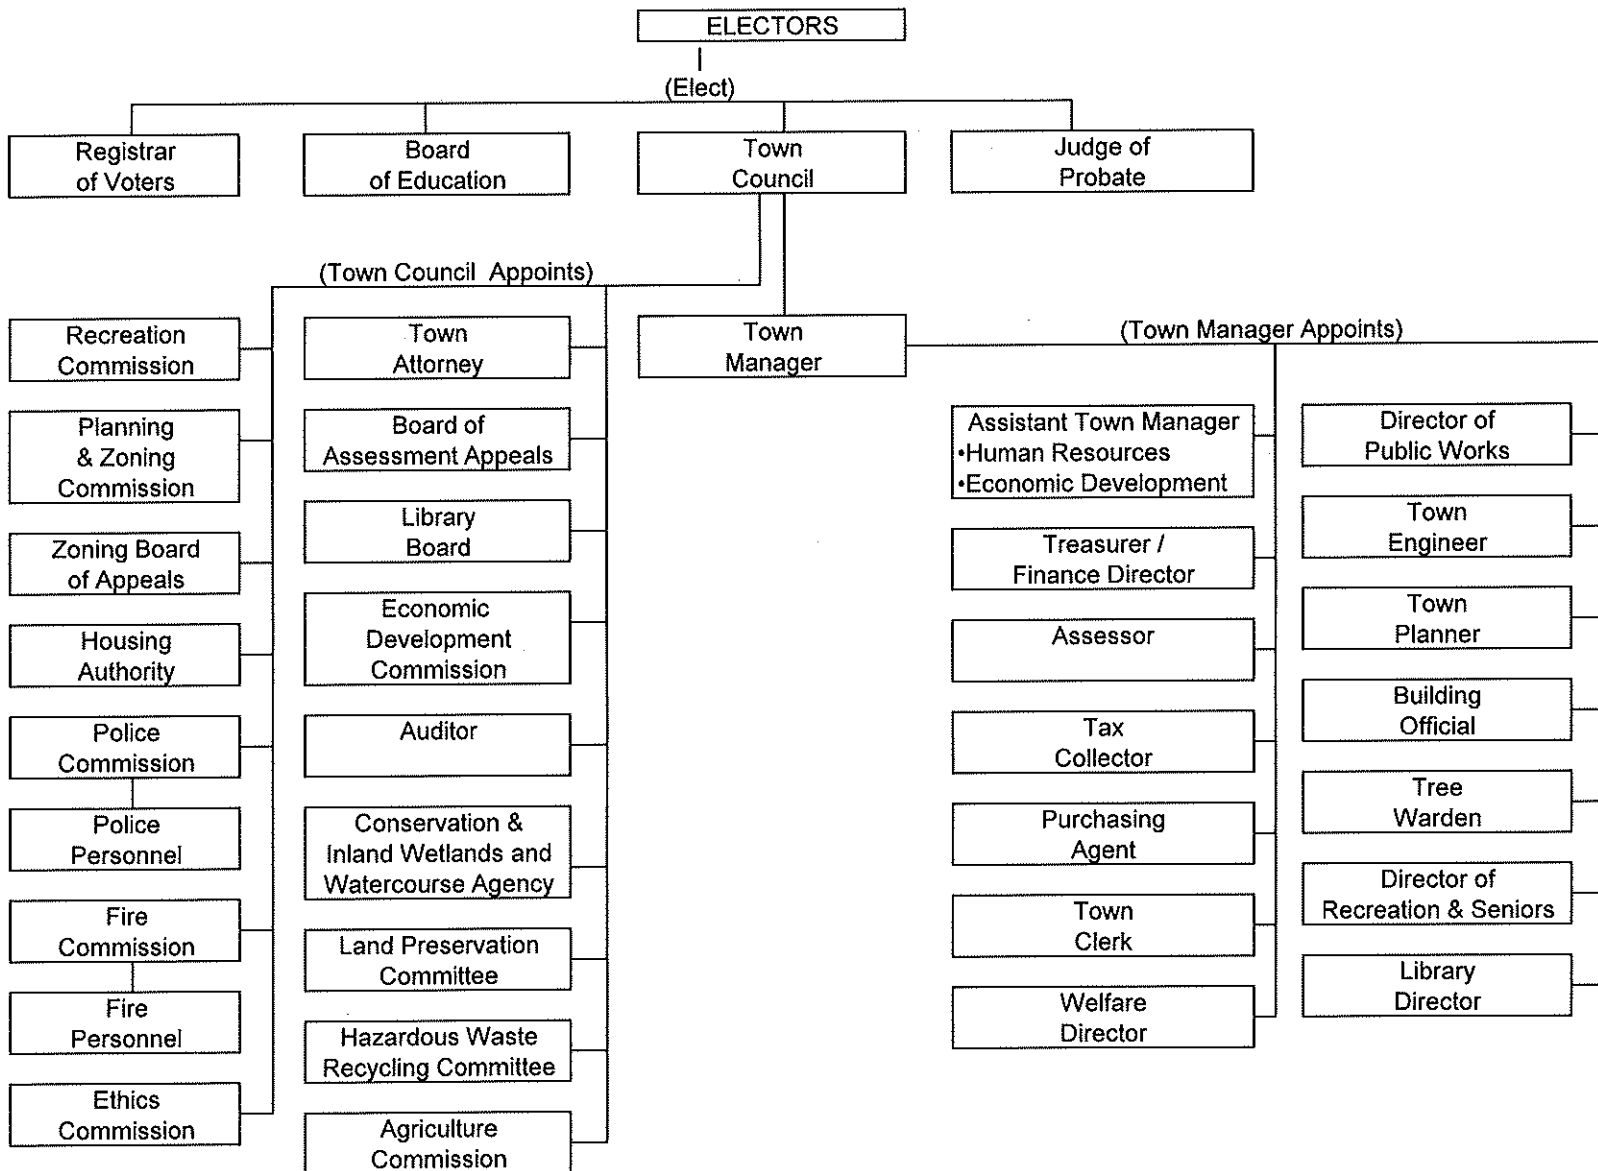 ELECTORS
(Elect)
Registrar
of Voters
Board
of Education
Town
Council
Judge of
Probate
(Town Council Appoints)
Recreation
Commission
Planning
& Zoning
Commission
Zoning Board
of Appeals
Housing
Authority
Police
Commission
Police
Personnel
Fire
Commission
Fire
Personnel
Ethics
Commission
Town
Attorney
Board of
Assessment Appeals
Library
Board
Economic
Development
Commission
Auditor
Conservation &
Inland Wetlands and
Watercourse Agency
Land Preservation
Committee
Hazardous Waste
Recycling Committee
Agriculture
Commission
Town
Manager
(Town Manager Appoints)
Assistant Town Manager
•Human Resources
•Economic Development
Treasurer /
Finance Director
Assessor
Tax
Collector
Purchasing
Agent
Town
Clerk
Welfare
Director
Director of
Public Works
Town
Engineer
Town
Planner
Building
Official
Tree
Warden
Director of
Recreation & Seniors
Library
Director